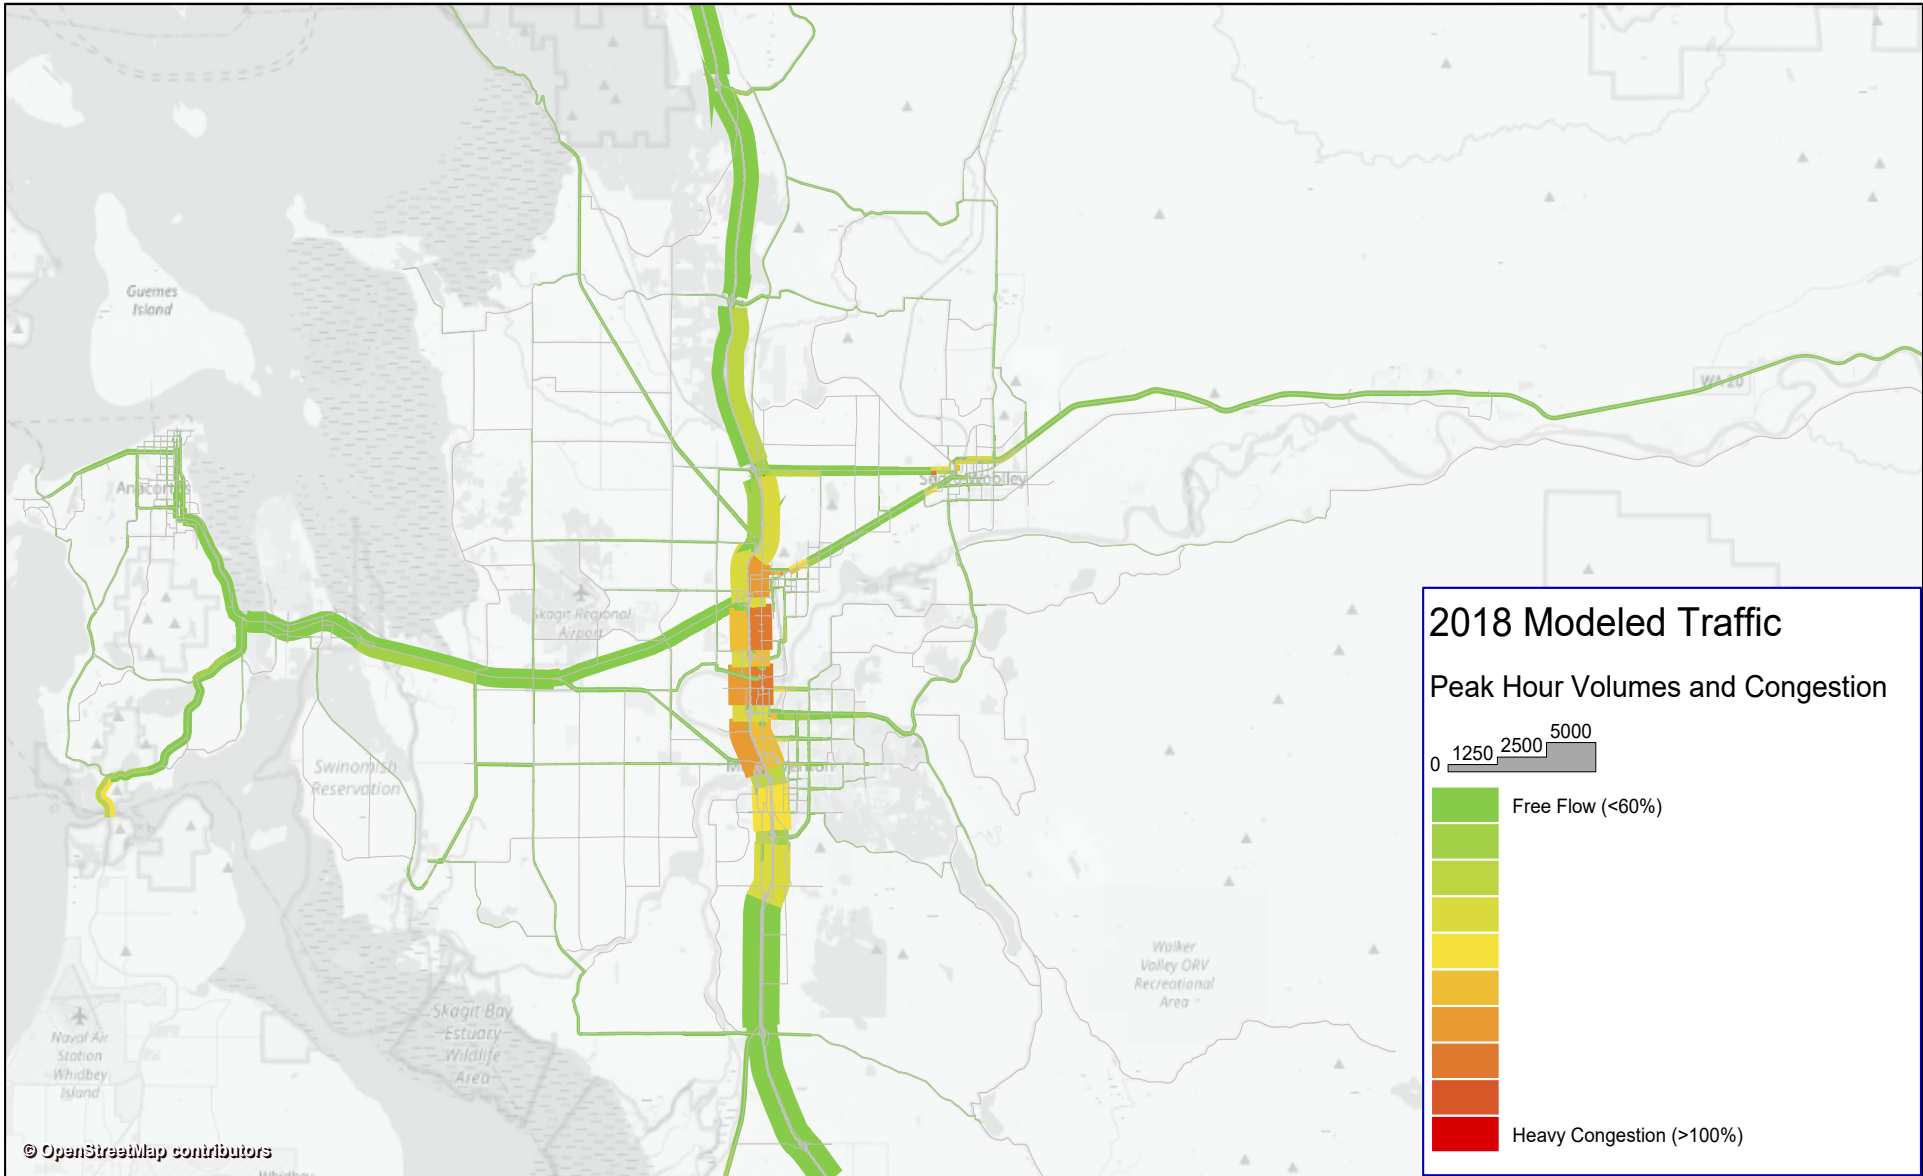 Guemes
Island
WA 20
Anacortes
Skagit Regional
Airport
Swinomish
Reservation
Walker
Valley ORV
Recreational
Area
Skagit Bay
Estuary
Wildlife
Area
Naval Air
Station
Whidbey
Island
© OpenStreetMap contributors
2018 Modeled Traffic
Peak Hour Volumes and Congestion
0 1250 2500 5000
Free Flow (<60%)
Heavy Congestion (>100%)